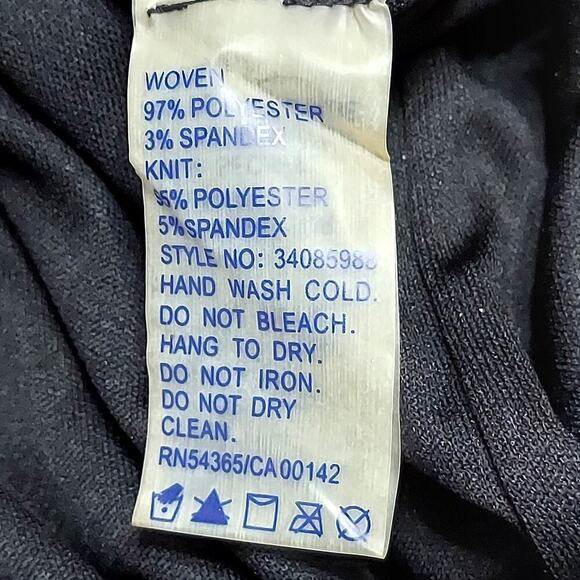 WOVEN
97% POLYESTER
3% SPANDEX
KNIT:
95% POLYESTER
5%SPANDEX
STYLE NO: 34085988
HAND WASH COLD.
DO NOT BLEACH.
HANG TO DRY.
DO NOT IRON.
DO NOT DRY
CLEAN.
RN54365/CA00142